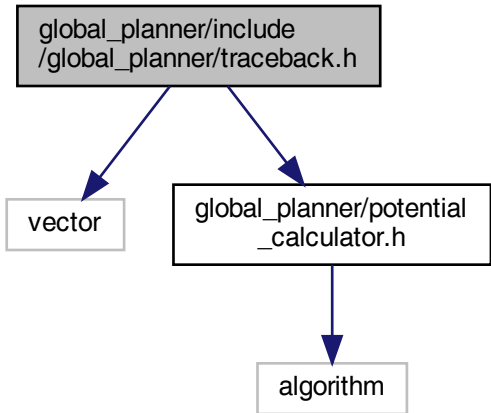 global_planner/include
/global_planner/traceback.h
vector
global_planner/potential
_calculator.h
algorithm